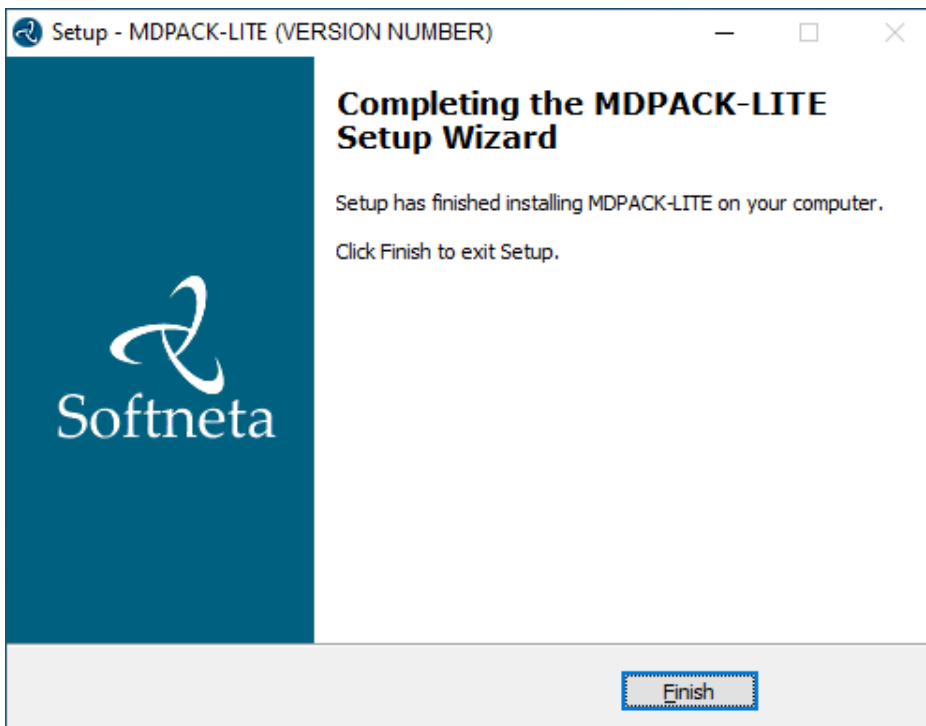 Setup - MDPACK-LITE (VERSION NUMBER)
Completing the MDPACK-LITE
Setup Wizard
Setup has finished installing MDPACK-LITE on your computer.
Click Finish to exit Setup.
Softneta
Finish